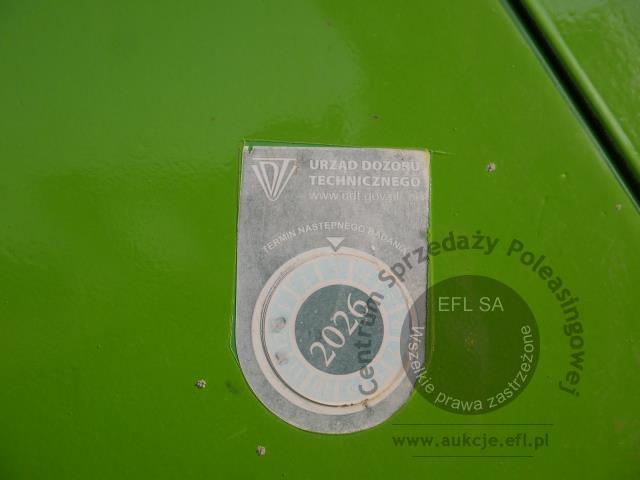 URZĄD DOZORU
TECHNICZNEGO
www.udt.gov.pl
TERMIN NASTĘPNEGO BADANIA
2026
Centrum Sprzedaży Poleasingowej
EFL SA
Wszelkie prawa zastrzeżone
www.aukcje.efl.pl